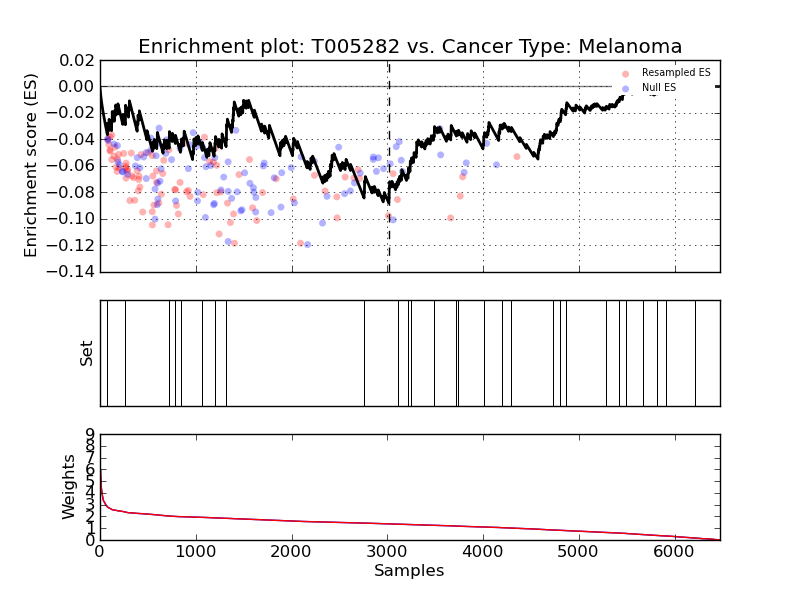 Enrichment plot: T005282 vs. Cancer Type: Melanoma
Enrichment score (ES)
0.02
0.00
−0.02
−0.04
−0.06
−0.08
−0.10
−0.12
−0.14
Resampled ES
Null ES
Set
Weights
9
8
7
6
5
4
3
2
1
0
0 1000 2000 3000 4000 5000 6000
Samples